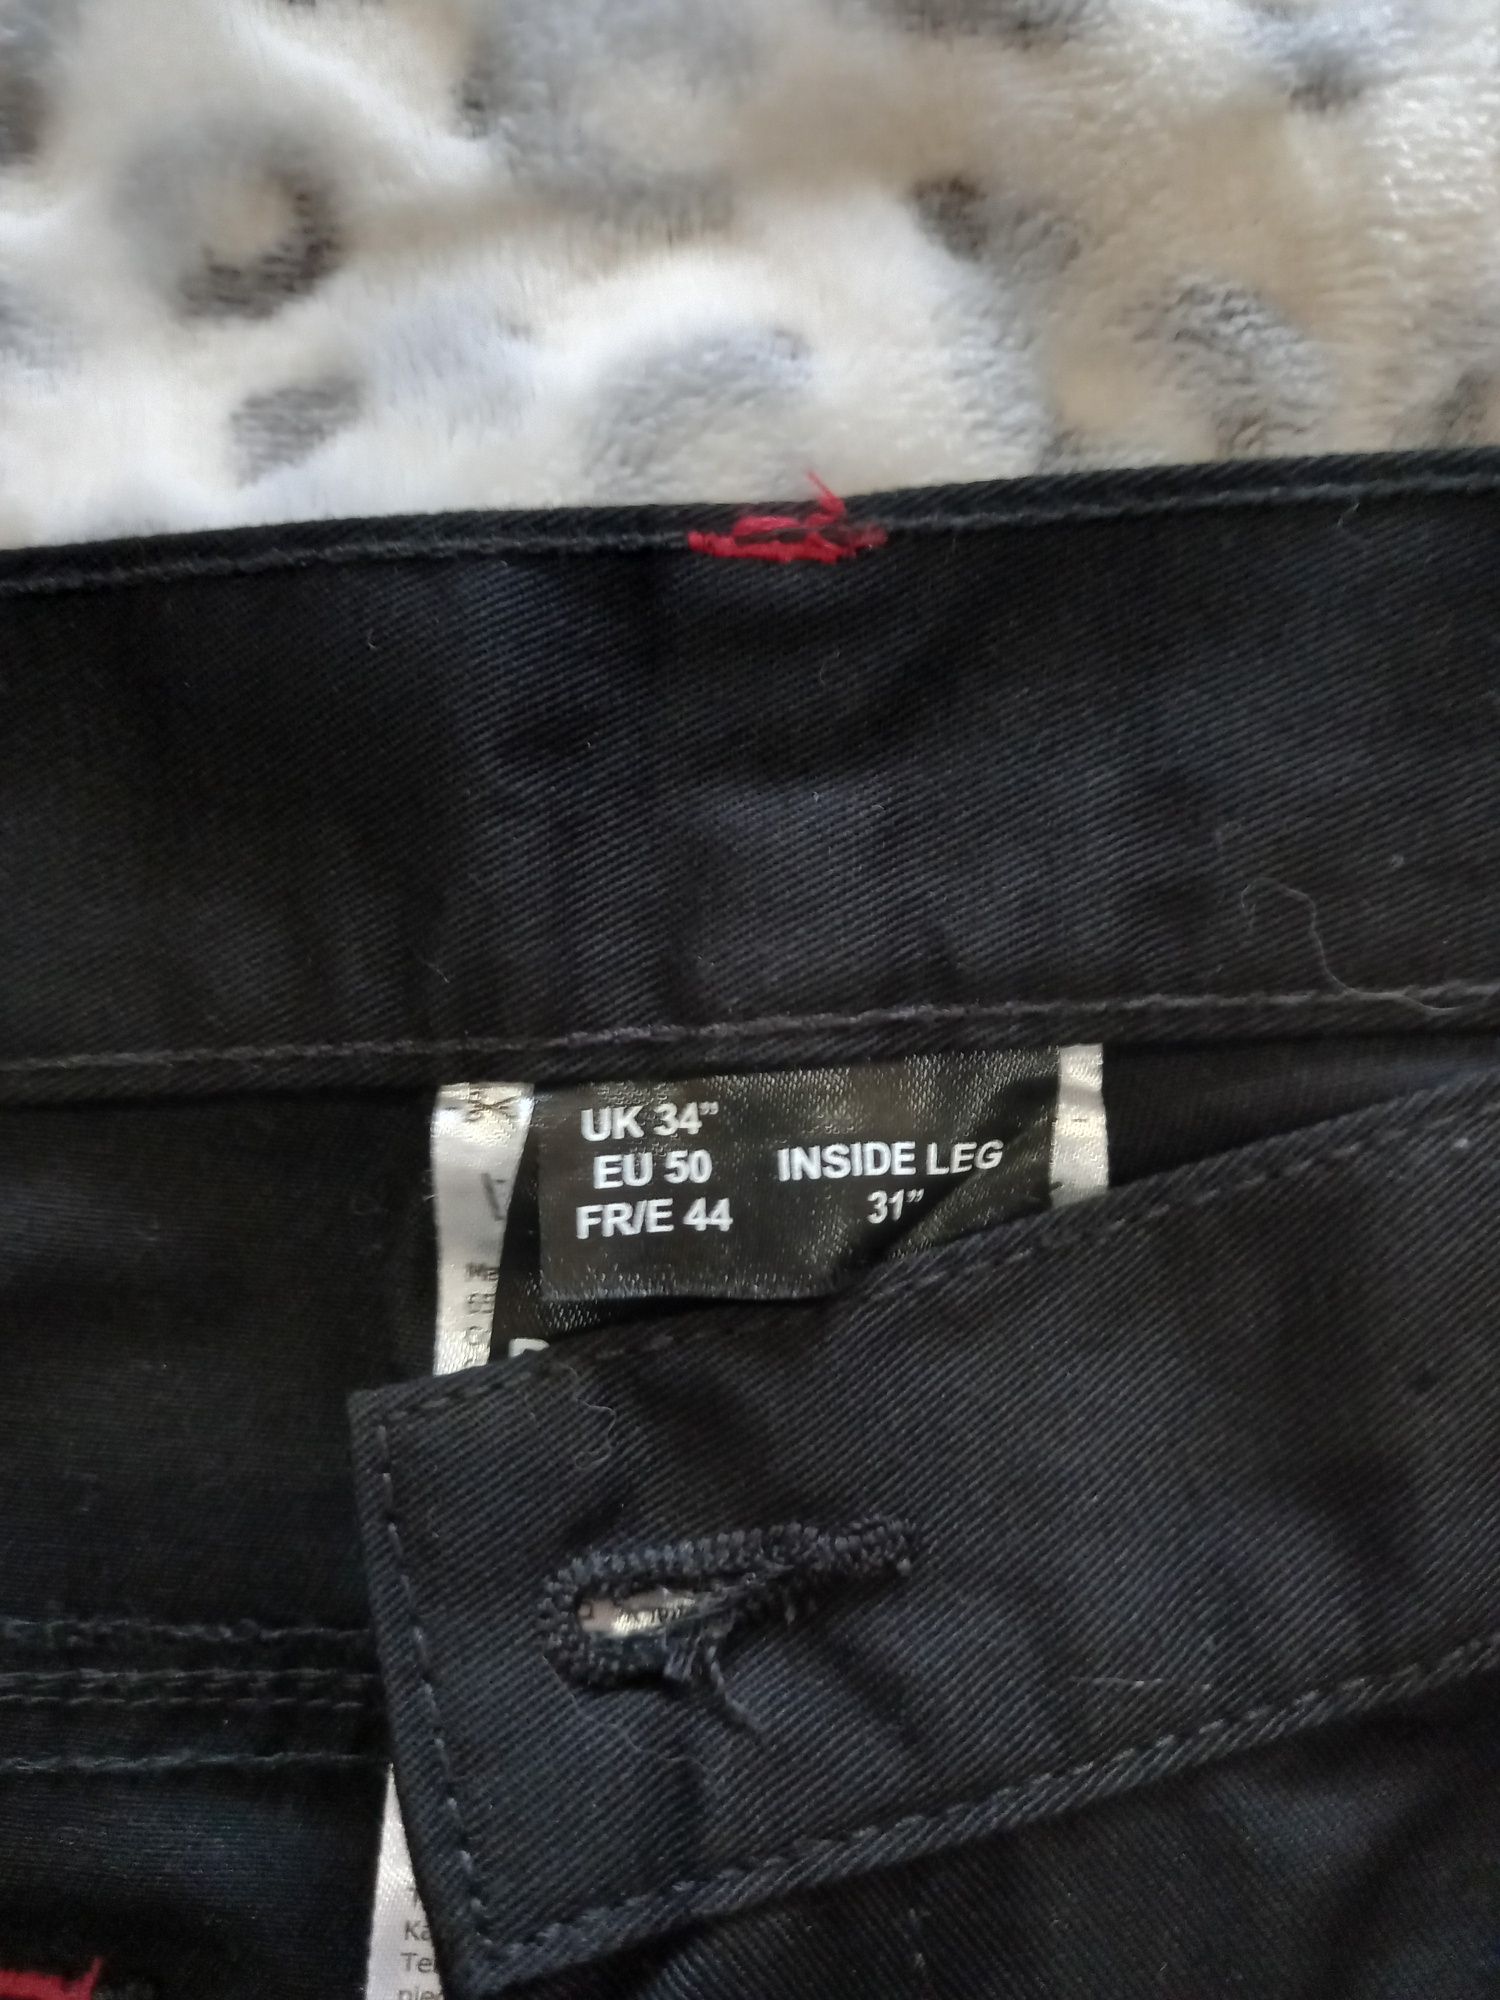 UK 34”
EU 50
FR/E 44
INSIDE LEG
31”